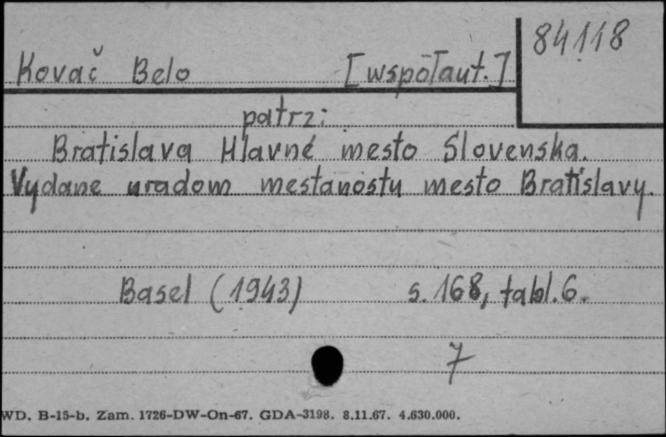 84118
Kovač Belo [wspōłaut.]
patrz:
Bratislava Hlavné mesto Slovenska.
Vydane uradom mestanostu mesto Bratislavy.
Basel (1943) s. 168, tabl. 6.
7
WD. B-15-b. Zam. 1726-DW-On-67. GDA-3198. 8.11.67. 4.630.000.